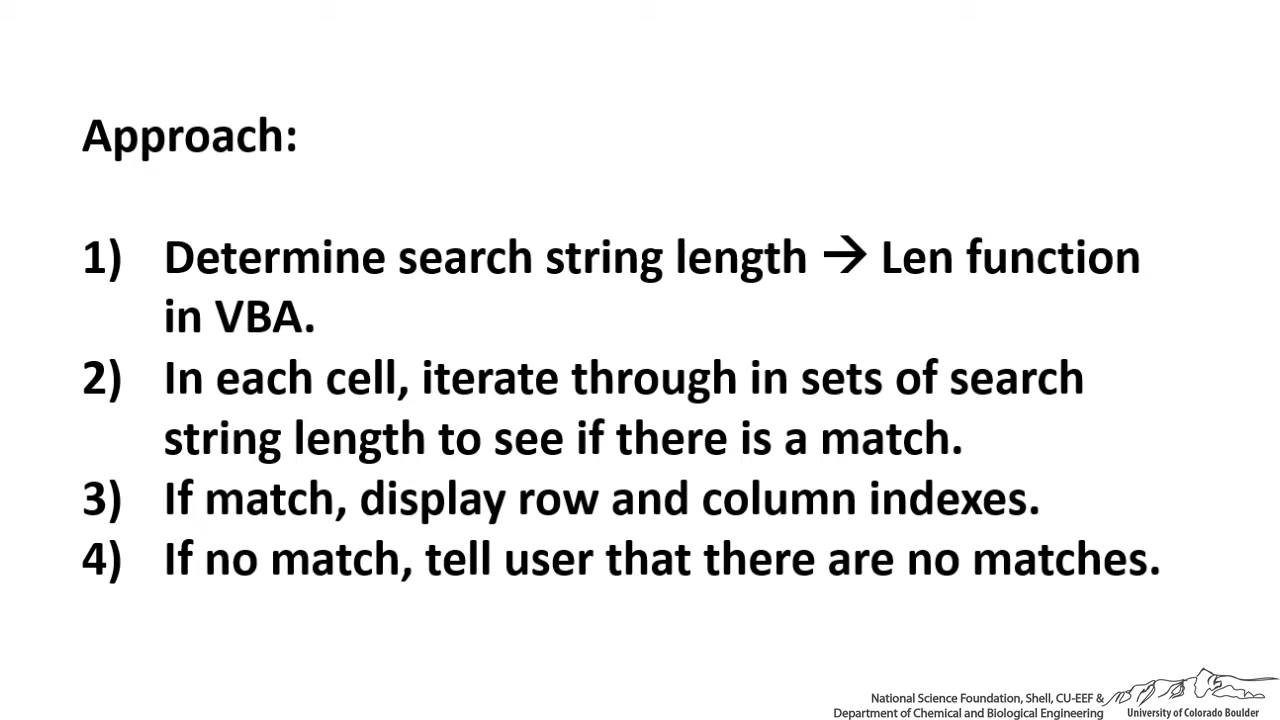 Approach:
1) Determine search string length → Len function
in VBA.
2) In each cell, iterate through in sets of search
string length to see if there is a match.
3) If match, display row and column indexes.
4) If no match, tell user that there are no matches.
National Science Foundation, Shell, CU-EEF &
Department of Chemical and Biological Engineering
University of Colorado Boulder